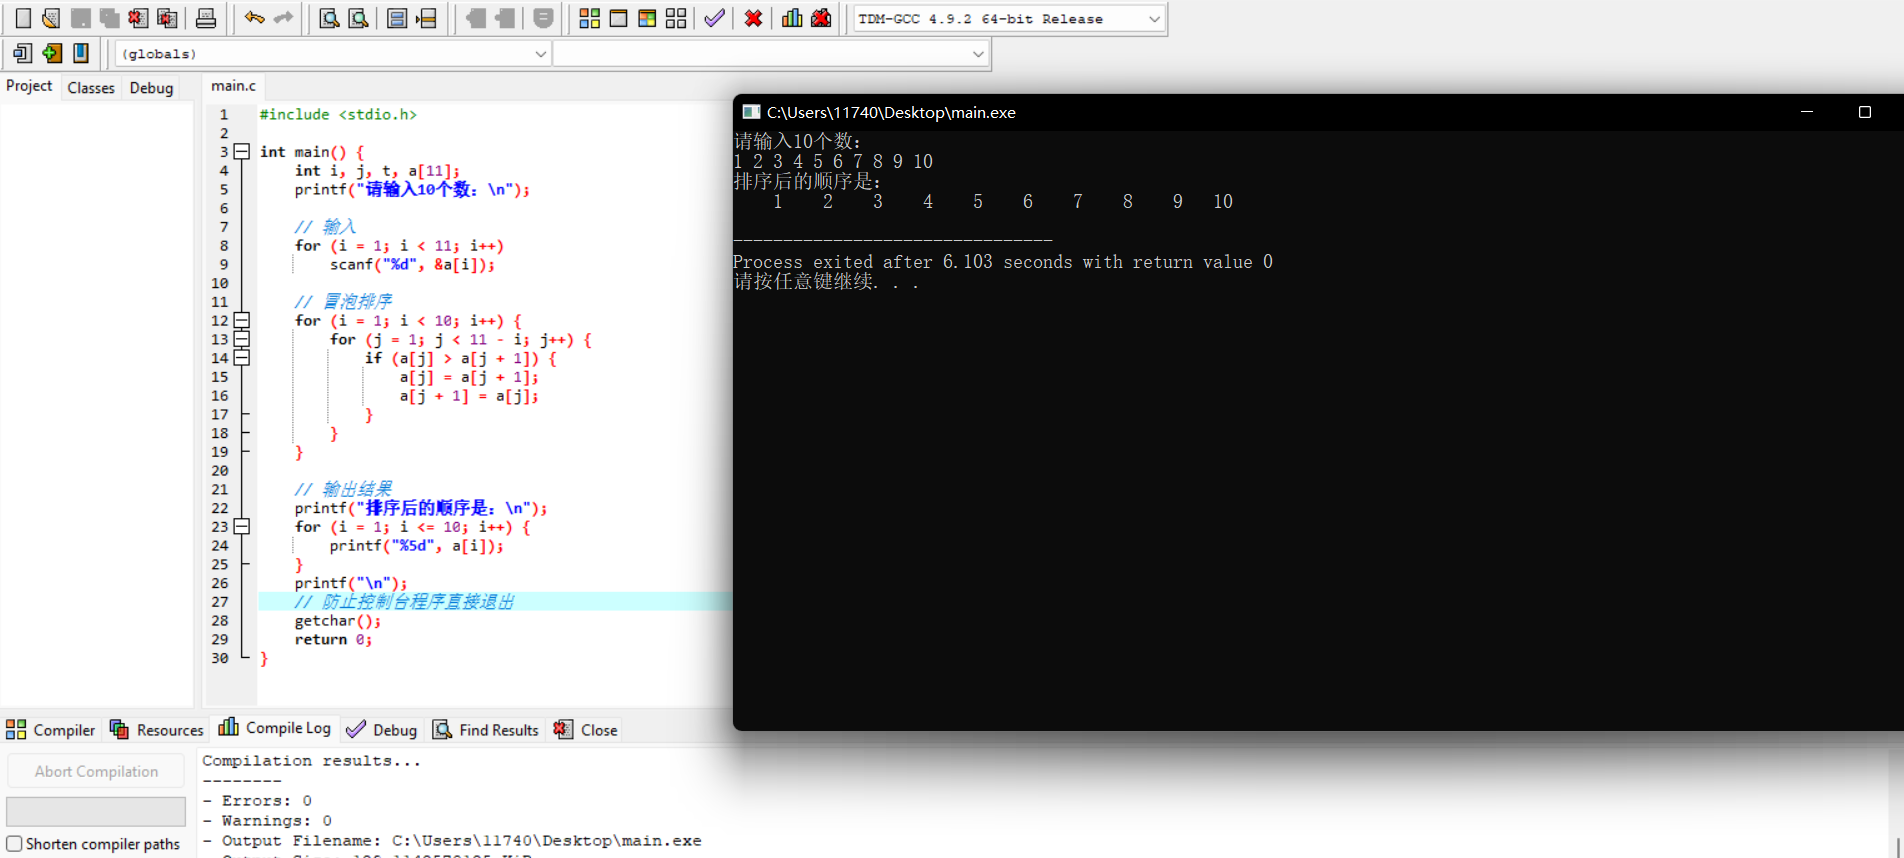 TDM-GCC 4.9.2 64-bit Release
(globals)
Project Classes Debug
main.c
1 #include <stdio.h>
2
3 int main() {
4 int i, j, t, a[11];
5 printf("请输入10个数：\n");
6
7 // 输入
8 for (i = 1; i < 11; i++)
9 scanf("%d", &a[i]);
10
11 // 冒泡排序
12 for (i = 1; i < 10; i++) {
13 for (j = 1; j < 11 - i; j++) {
14 if (a[j] > a[j + 1]) {
15 a[j] = a[j + 1];
16 a[j + 1] = a[j];
17 }
18 }
19 }
20
21 // 输出结果
22 printf("排序后的顺序是：\n");
23 for (i = 1; i <= 10; i++) {
24 printf("%5d", a[i]);
25 }
26 printf("\n");
27 // 防止控制台程序直接退出
28 getchar();
29 return 0;
30 }
C:\Users\11740\Desktop\main.exe
请输入10个数：
1 2 3 4 5 6 7 8 9 10
排序后的顺序是：
1 2 3 4 5 6 7 8 9 10
--------------------------------
Process exited after 6.103 seconds with return value 0
请按任意键继续. . .
Compiler Resources Compile Log Debug Find Results Close
Abort Compilation
Shorten compiler paths
Compilation results...
--------
- Errors: 0
- Warnings: 0
- Output Filename: C:\Users\11740\Desktop\main.exe